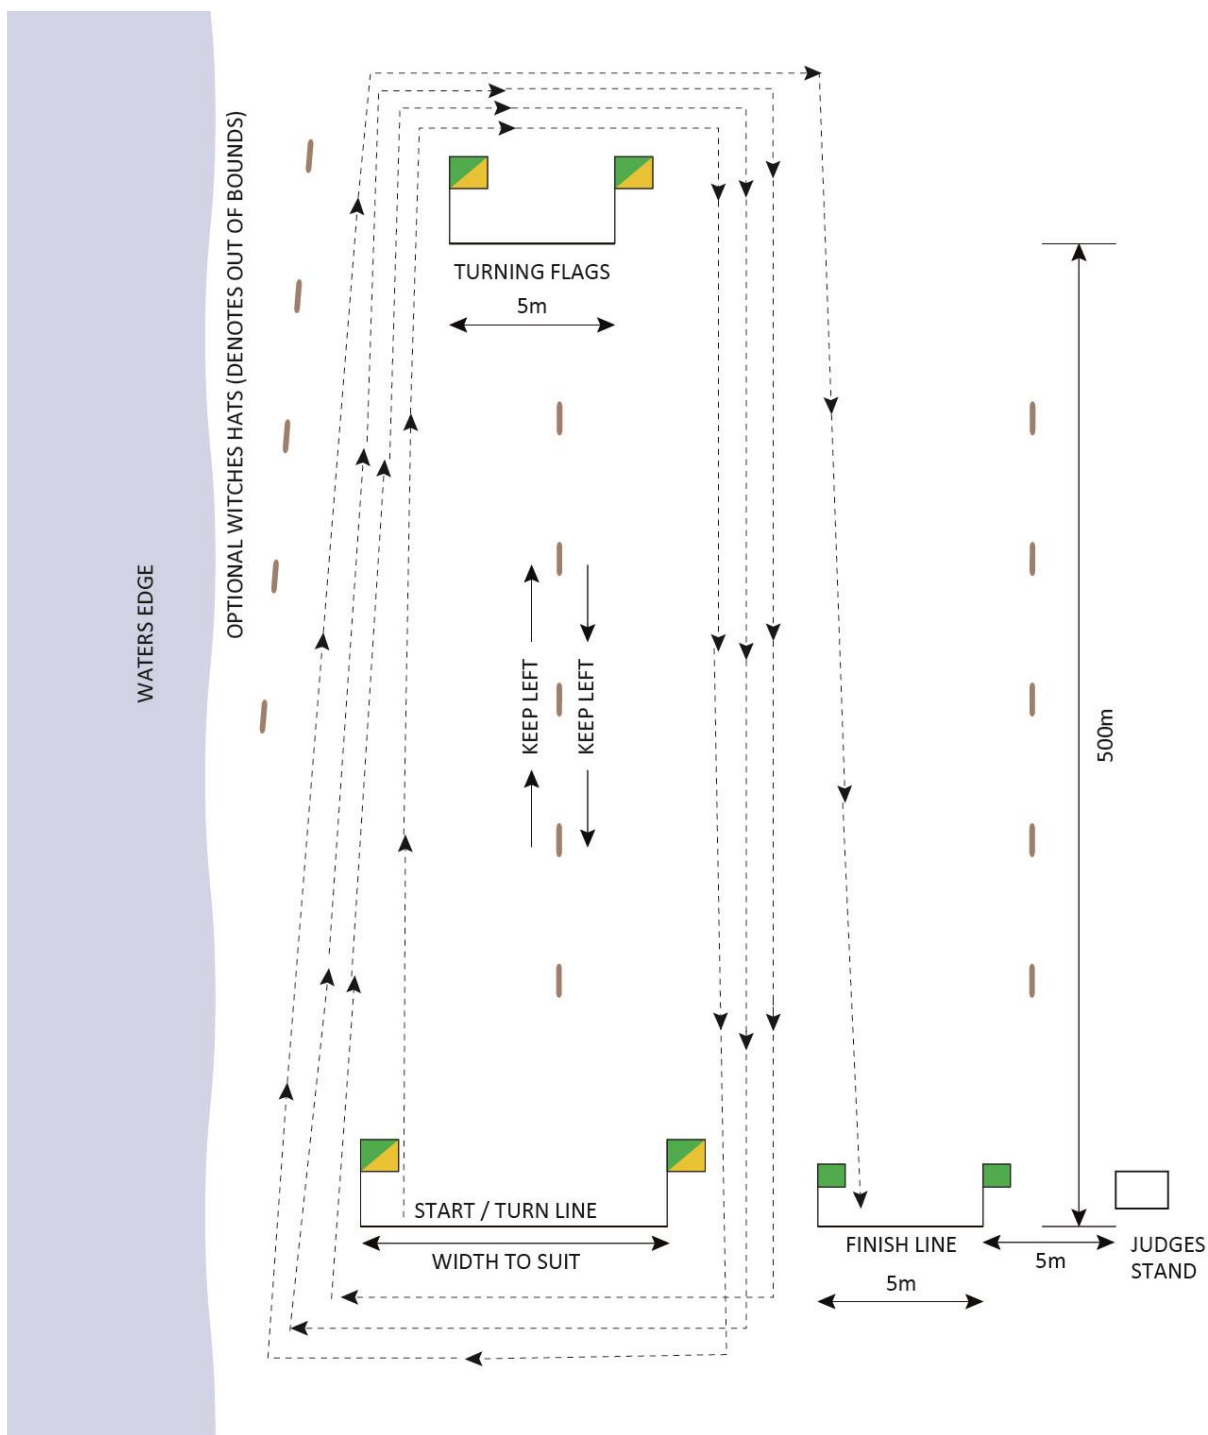 OPTIONAL WITCHES HATS (DENOTES OUT OF BOUNDS)
TURNING FLAGS
5m
WATERS EDGE
KEEP LEFT
KEEP LEFT
500m
START / TURN LINE
WIDTH TO SUIT
FINISH LINE
5m
5m
JUDGES
STAND